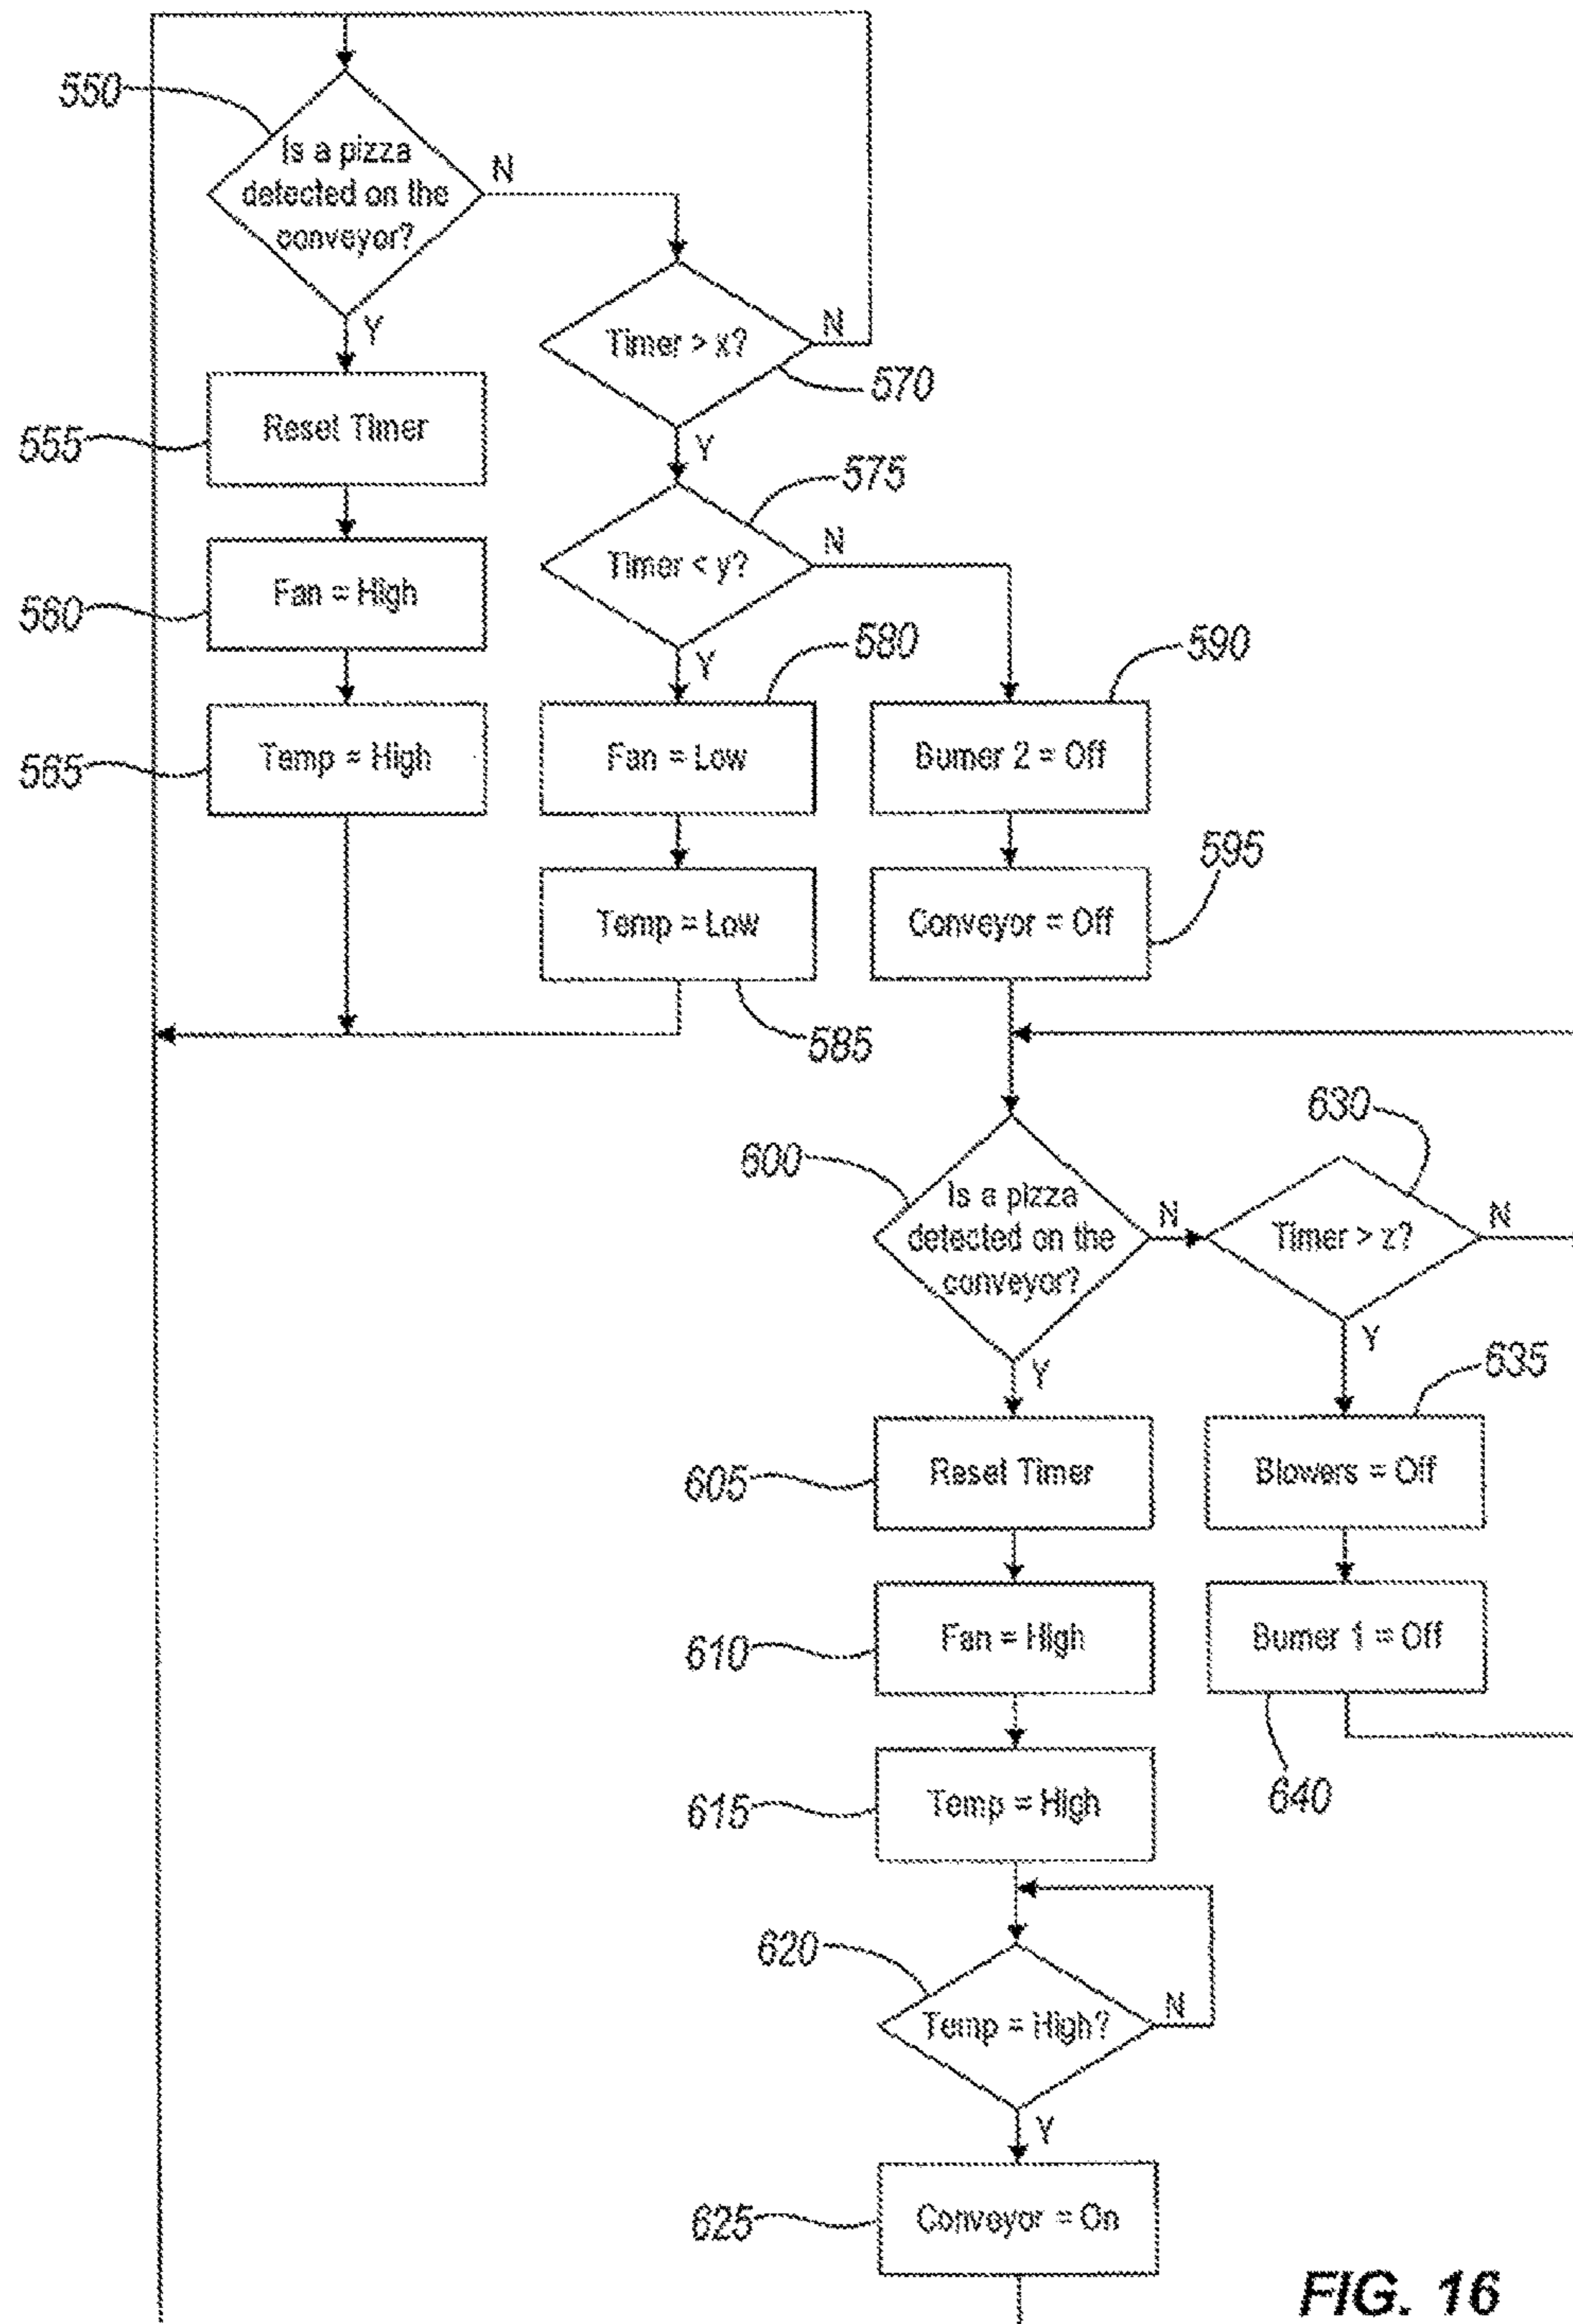 550
Is a pizza
detected on the
conveyor?
N
Y
Timer > x?
N
570
Y
555
Reset Timer
575
Timer < y?
N
Y
560
Fan = High
580
590
565
Temp = High
Fan = Low
Burner 2 = Off
595
Temp = Low
Conveyor = Off
585
630
600
Is a pizza
detected on the
conveyor?
N
Timer > z?
N
Y
Y
635
605
Reset Timer
Blowers = Off
610
Fan = High
Burner 1 = Off
615
Temp = High
640
620
Temp = High?
N
Y
625
Conveyor = On
FIG. 16